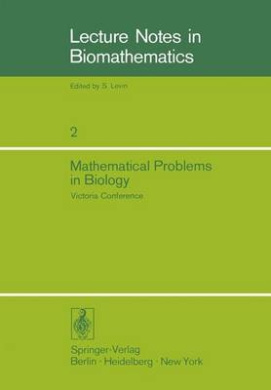 Lecture Notes in
Biomathematics
Edited by S. Levin
2
Mathematical Problems
in Biology
Victoria Conference
Springer-Verlag
Berlin · Heidelberg · New York